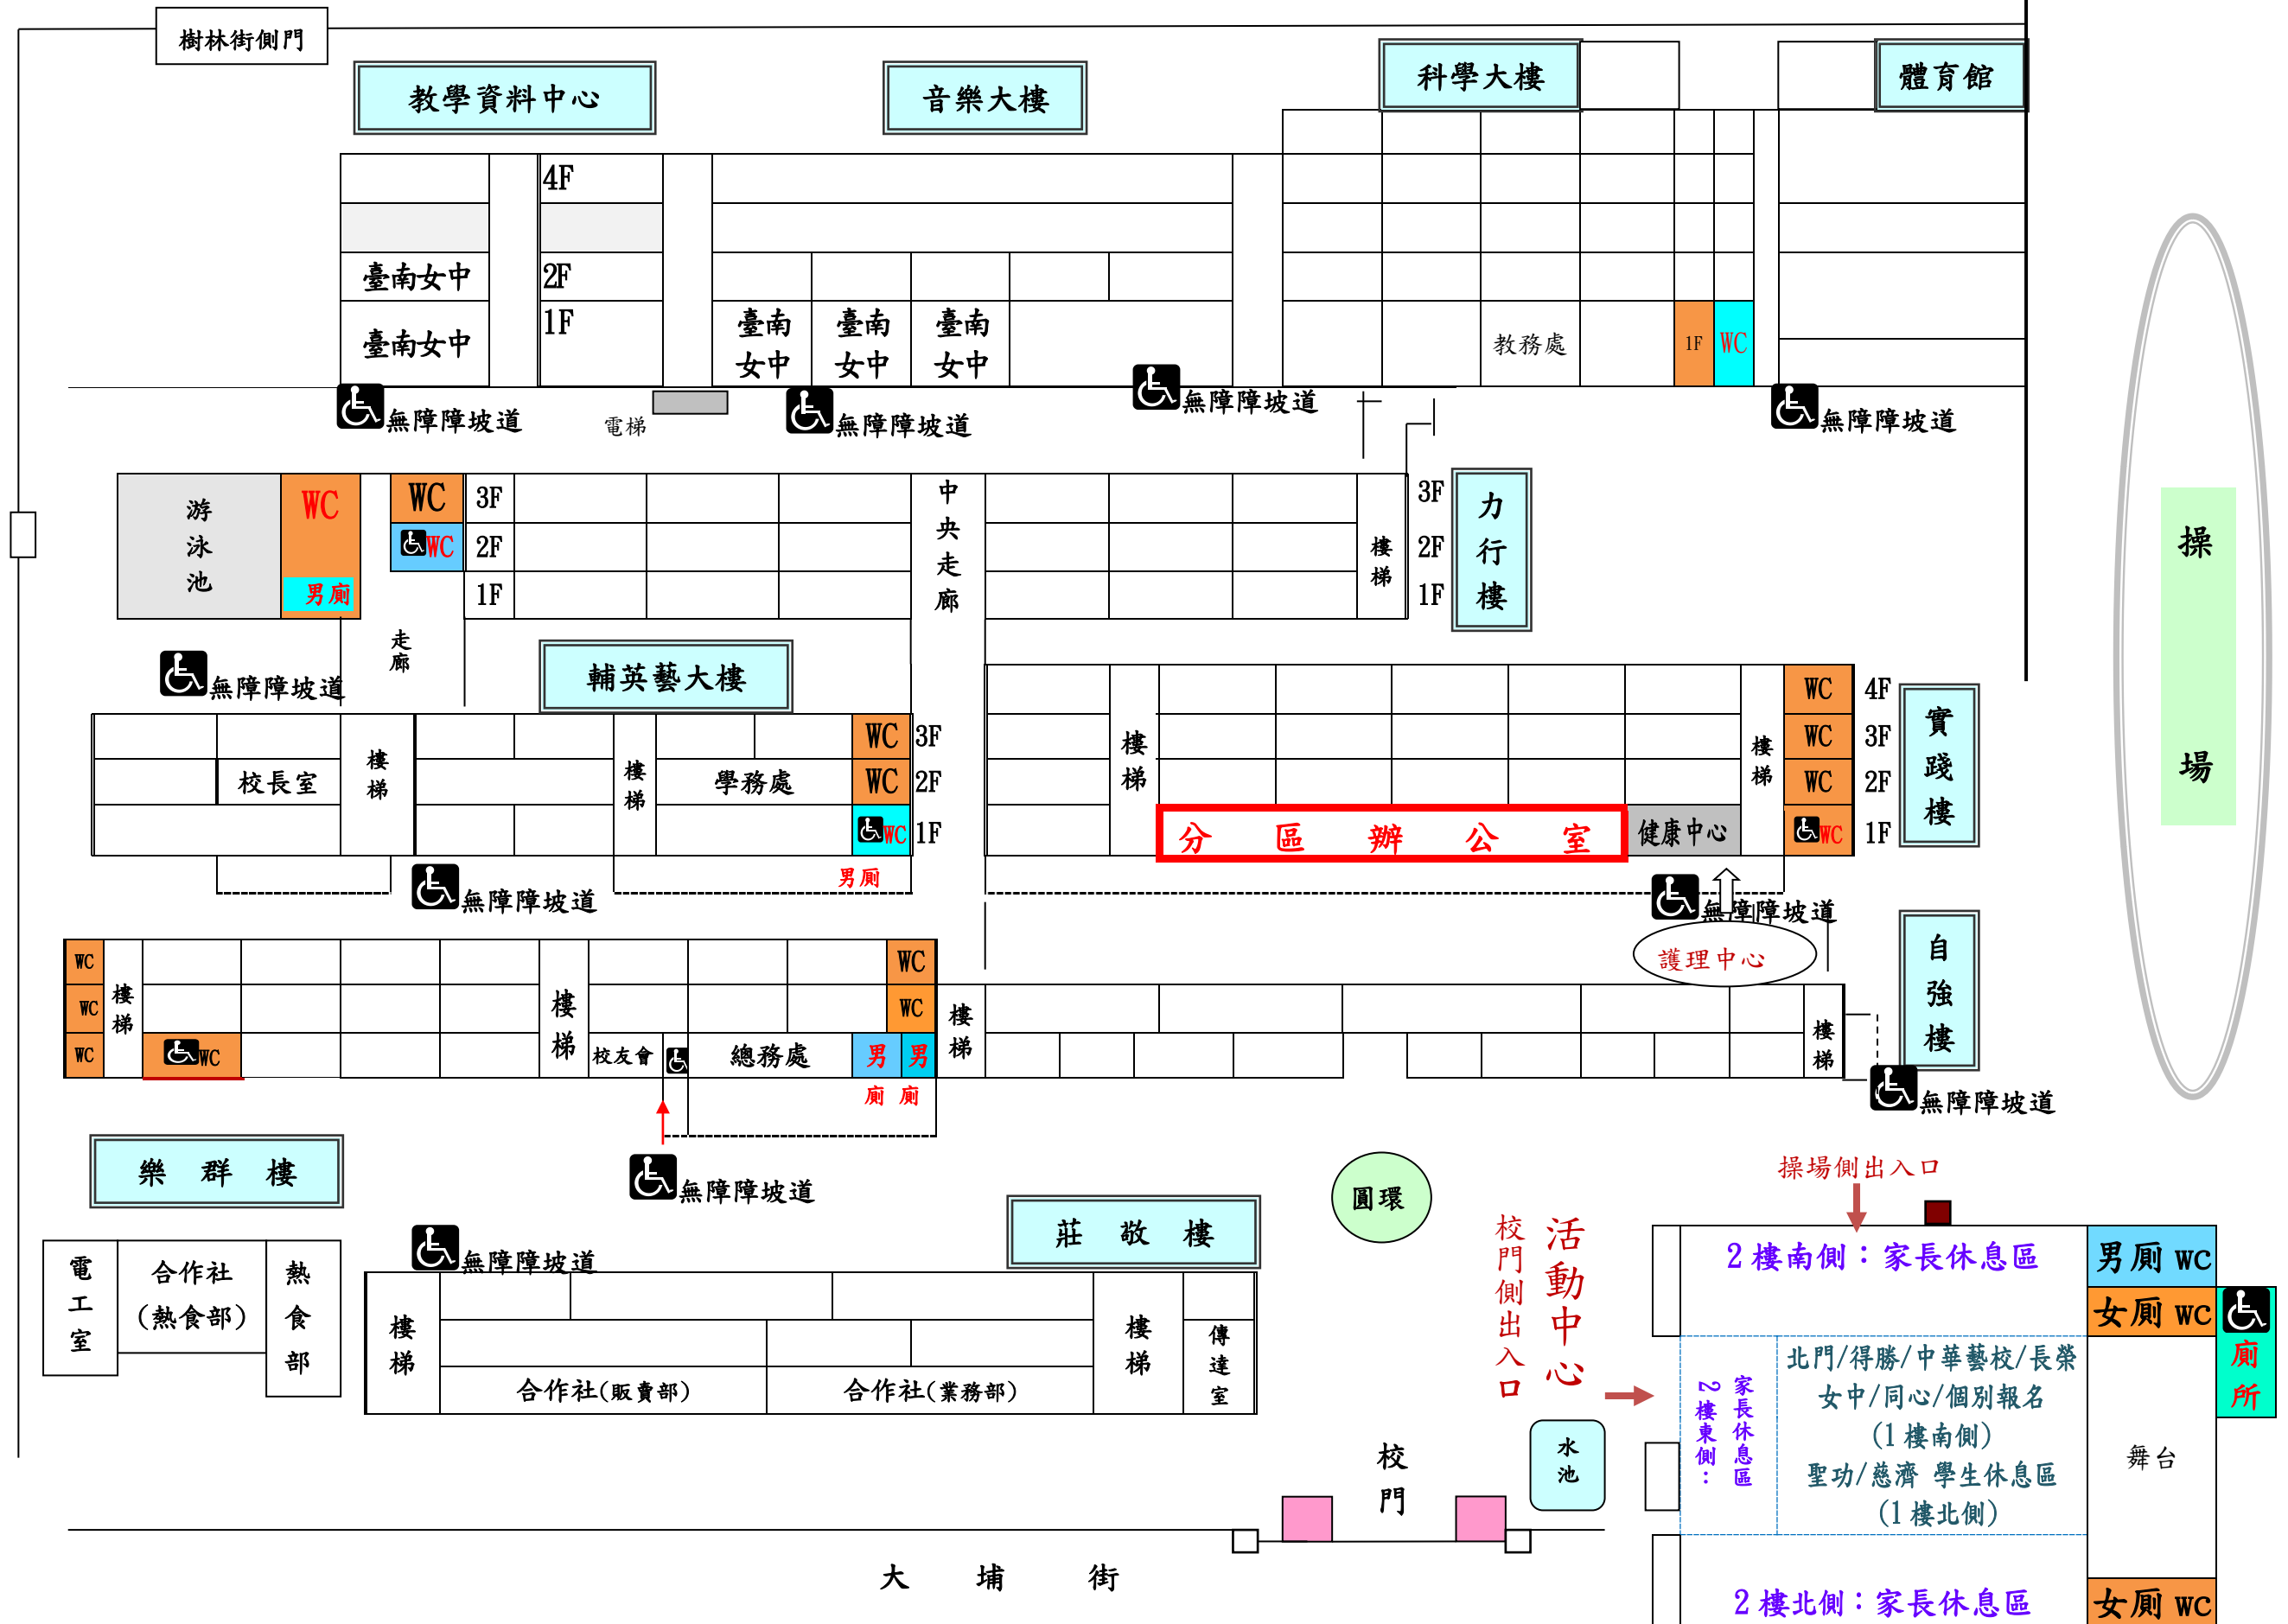 樹林街側門
教學資料中心
音樂大樓
科學大樓
體育館
4F
臺南女中
2F
臺南女中
1F
臺南女中
臺南女中
臺南女中
教務處
1F
WC
無障障坡道
電梯
無障障坡道
無障障坡道
無障障坡道
操場
游泳池
WC
男廁
WC
3F
WC
2F
1F
中央走廊
樓梯
3F
2F
1F
力行樓
走廊
無障障坡道
輔英藝大樓
校長室
樓梯
樓梯
學務處
WC
3F
WC
2F
WC
1F
男廁
無障障坡道
樓梯
樓梯
WC
4F
WC
3F
WC
2F
WC
1F
實踐樓
分區辦公室
健康中心
無障障坡道
護理中心
自強樓
WC
WC
WC
樓梯
WC
樓梯
校友會
總務處
WC
WC
男廁
男廁
樓梯
樓梯
無障障坡道
無障障坡道
樂群樓
電工室
合作社
(熱食部)
熱食部
無障障坡道
莊敬樓
樓梯
合作社(販賣部)
合作社(業務部)
樓梯
傳達室
圓環
校門側出入口
活動中心
操場側出入口
2樓南側：家長休息區
男廁 WC
女廁 WC
廁所
2樓東側：
家長休息區
北門/得勝/中華藝校/長榮
女中/同心/個別報名
(1樓南側)
聖功/慈濟 學生休息區
(1樓北側)
舞台
水池
校門
大埔街
2樓北側：家長休息區
女廁 WC